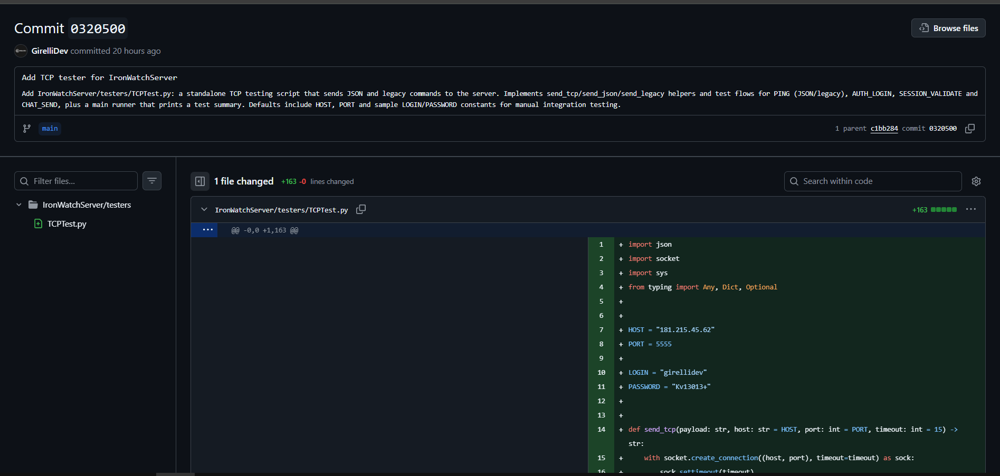 Commit 0320500
Browse files
GirelliDev committed 20 hours ago
Add TCP tester for IronWatchServer
Add IronWatchServer/testers/TCPTest.py: a standalone TCP testing script that sends JSON and legacy commands to the server. Implements send_tcp/send_json/send_legacy helpers and test flows for PING (JSON/legacy), AUTH_LOGIN, SESSION_VALIDATE and
CHAT_SEND, plus a main runner that prints a test summary. Defaults include HOST, PORT and sample LOGIN/PASSWORD constants for manual integration testing.
main
1 parent c1bb284 commit 0320500
Filter files...
IronWatchServer/testers
TCPTest.py
1 file changed +163 -0 lines changed
Search within code
IronWatchServer/testers/TCPTest.py
+163
@@ -0,0 +1,163 @@
1 + import json
2 + import socket
3 + import sys
4 + from typing import Any, Dict, Optional
5 +
6 +
7 + HOST = "181.215.45.62"
8 + PORT = 5555
9 +
10 + LOGIN = "girellidev"
11 + PASSWORD = "Kv13013+"
12 +
13 +
14 + def send_tcp(payload: str, host: str = HOST, port: int = PORT, timeout: int = 15) ->
str:
15 + with socket.create_connection((host, port), timeout=timeout) as sock:
16 + sock.settimeout(timeout)